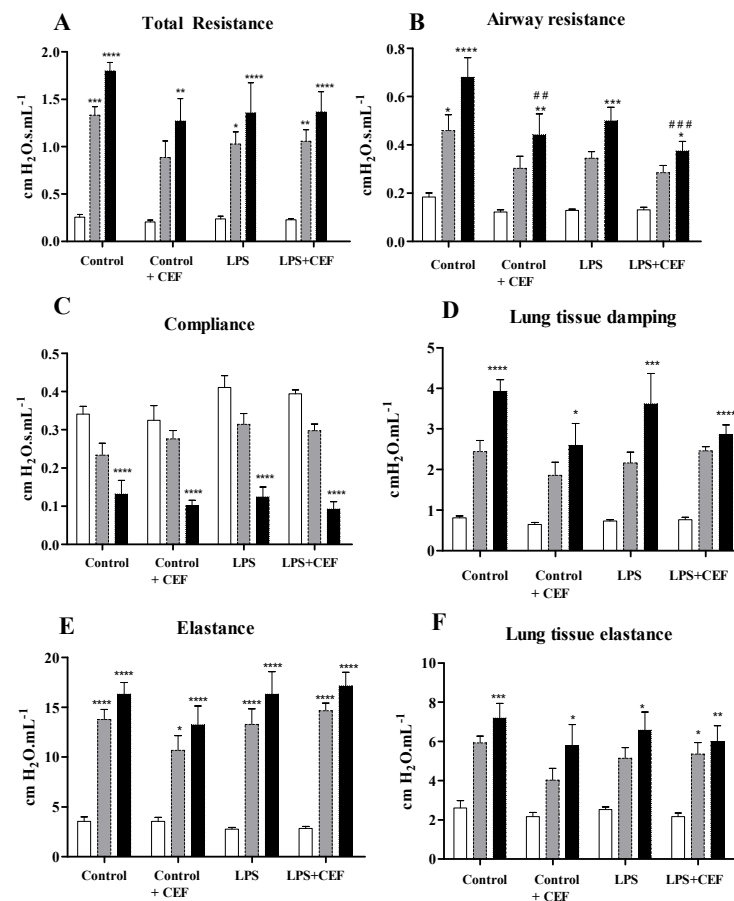 A
Total Resistance
cm H2O.s.mL-1
2.0
1.5
1.0
0.5
0.0
*** **** ** * **** ** ****
Control Control + CEF LPS LPS+CEF
B
Airway resistance
cmH2O.s.mL-1
0.8
0.6
0.4
0.2
0.0
* **** ## ** *** ### *
Control Control + CEF LPS LPS+CEF
C
Compliance
cm H2O.s.mL-1
0.5
0.4
0.3
0.2
0.1
0.0
**** **** **** ****
Control Control + CEF LPS LPS+CEF
D
Lung tissue damping
cmH2O.mL-1
5
4
3
2
1
0
**** * *** ****
Control Control + CEF LPS LPS+CEF
E
Elastance
cm H2O.mL-1
20
15
10
5
0
**** **** * **** **** **** **** ****
Control Control + CEF LPS LPS+CEF
F
Lung tissue elastance
cm H2O.mL-1
10
8
6
4
2
0
*** * * * **
Control Control + CEF LPS LPS+CEF